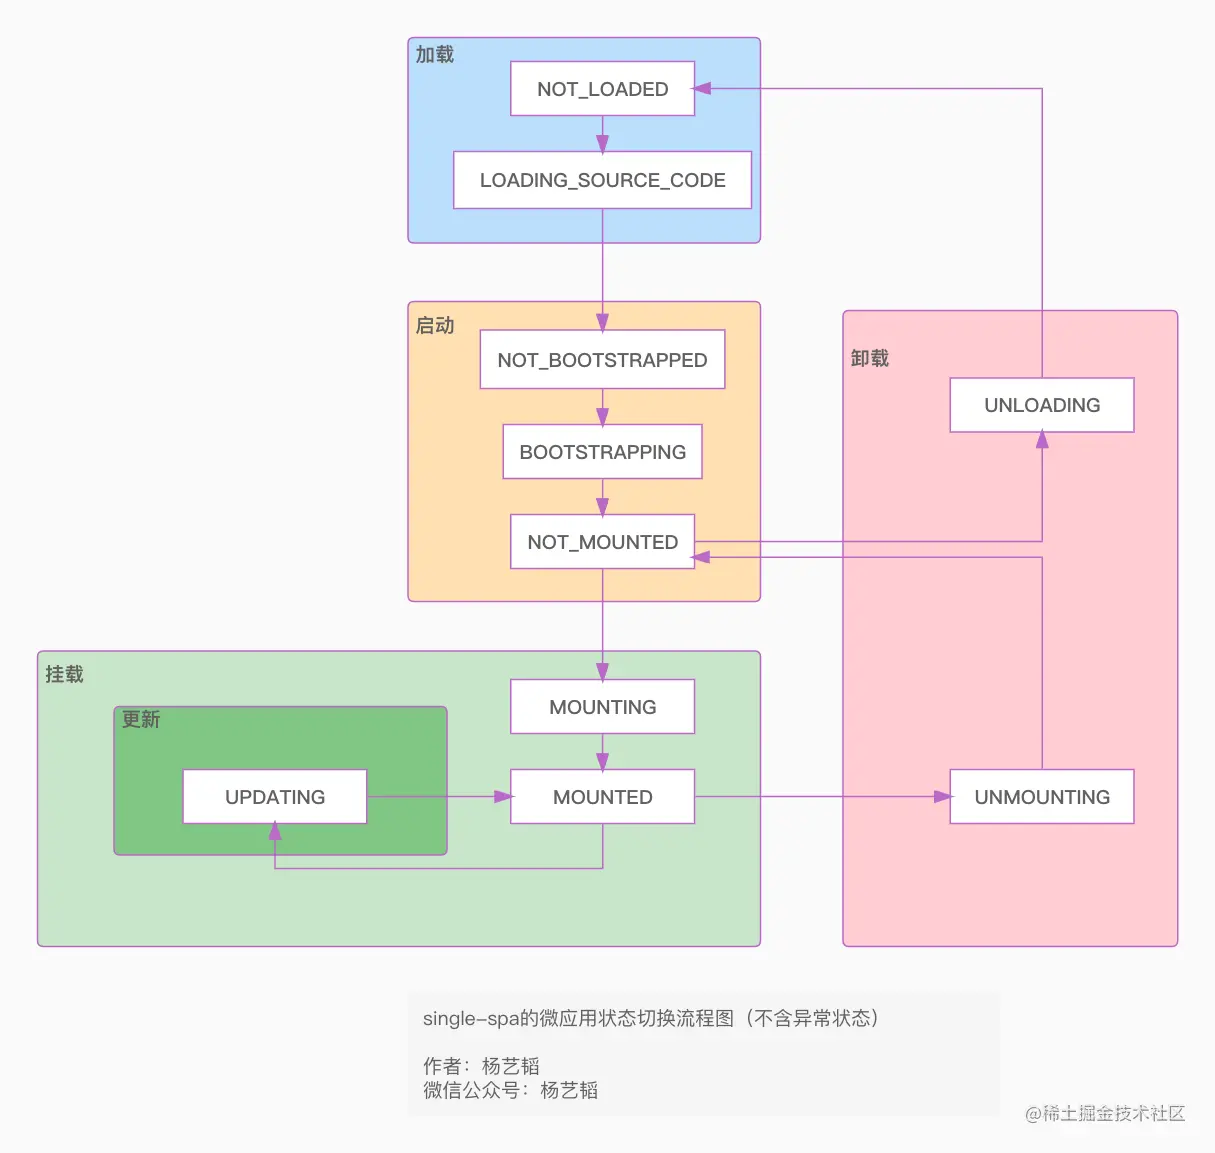 加载
NOT_LOADED
LOADING_SOURCE_CODE
启动
NOT_BOOTSTRAPPED
BOOTSTRAPPING
NOT_MOUNTED
卸载
UNLOADING
挂载
更新
MOUNTING
UPDATING
MOUNTED
UNMOUNTING
single-spa的微应用状态切换流程图（不含异常状态）
作者：杨艺韬
微信公众号：杨艺韬
@稀土掘金技术社区